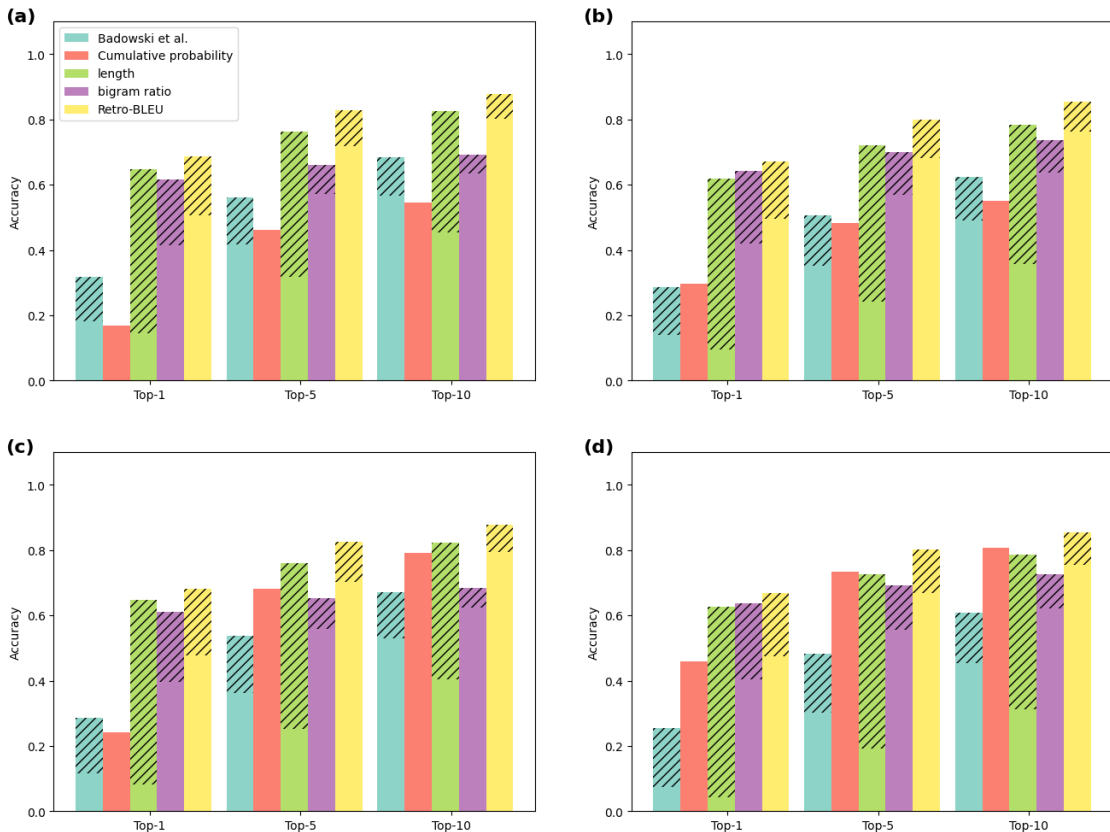 (a)
Accuracy
1.0
0.8
0.6
0.4
0.2
0.0
Badowski et al.
Cumulative probability
length
bigram ratio
Retro-BLEU
Top-1 Top-5 Top-10
(b)
Accuracy
1.0
0.8
0.6
0.4
0.2
0.0
Top-1 Top-5 Top-10
(c)
Accuracy
1.0
0.8
0.6
0.4
0.2
0.0
Top-1 Top-5 Top-10
(d)
Accuracy
1.0
0.8
0.6
0.4
0.2
0.0
Top-1 Top-5 Top-10